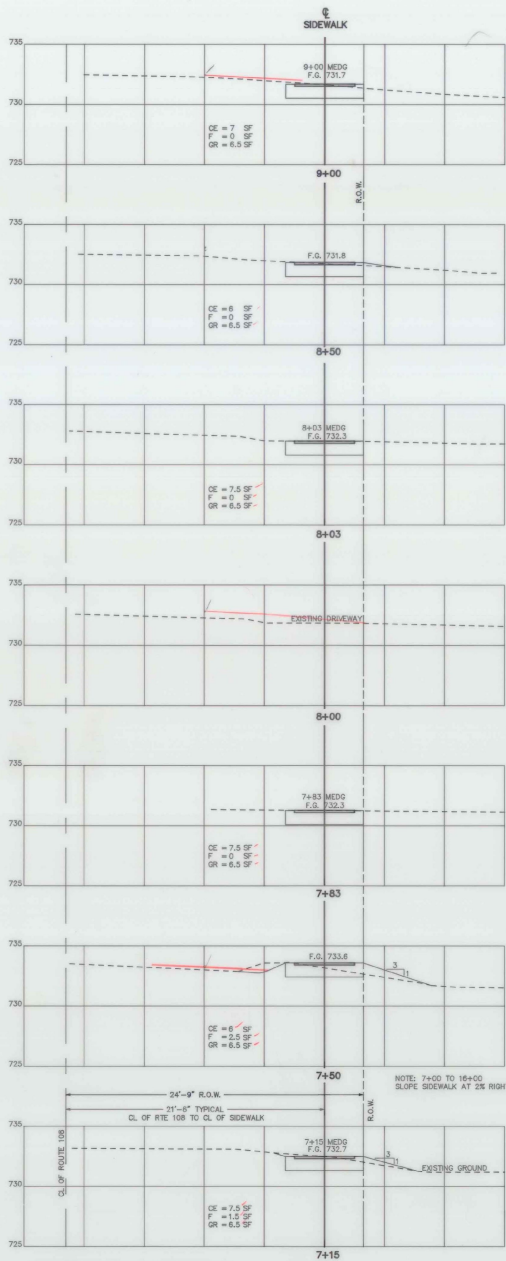 ℄
SIDEWALK
735
730
725
9+00 MEDG
F.G. 731.7
CE = 7 SF
F = 0 SF
GR = 6.5 SF
9+00
R.O.W.
735
730
725
F.G. 731.8
CE = 6 SF
F = 0 SF
GR = 6.5 SF
8+50
735
730
725
8+03 MEDG
F.G. 732.3
CE = 7.5 SF
F = 0 SF
GR = 6.5 SF
8+03
735
730
725
EXISTING DRIVEWAY
8+00
735
730
725
7+83 MEDG
F.G. 732.3
CE = 7.5 SF
F = 0 SF
GR = 6.5 SF
7+83
735
730
725
F.G. 733.6
3
1
CE = 6 SF
F = 2.5 SF
GR = 6.5 SF
7+50
NOTE: 7+00 TO 16+00
SLOPE SIDEWALK AT 2% RIGH
24'-9" R.O.W.
21'-6" TYPICAL
CL OF RTE 108 TO CL OF SIDEWALK
R.O.W.
CL OF ROUTE 108
735
730
725
7+15 MEDG
F.G. 732.7
3
1
EXISTING GROUND
CE = 7.5 SF
F = 1.5 SF
GR = 6.5 SF
7+15